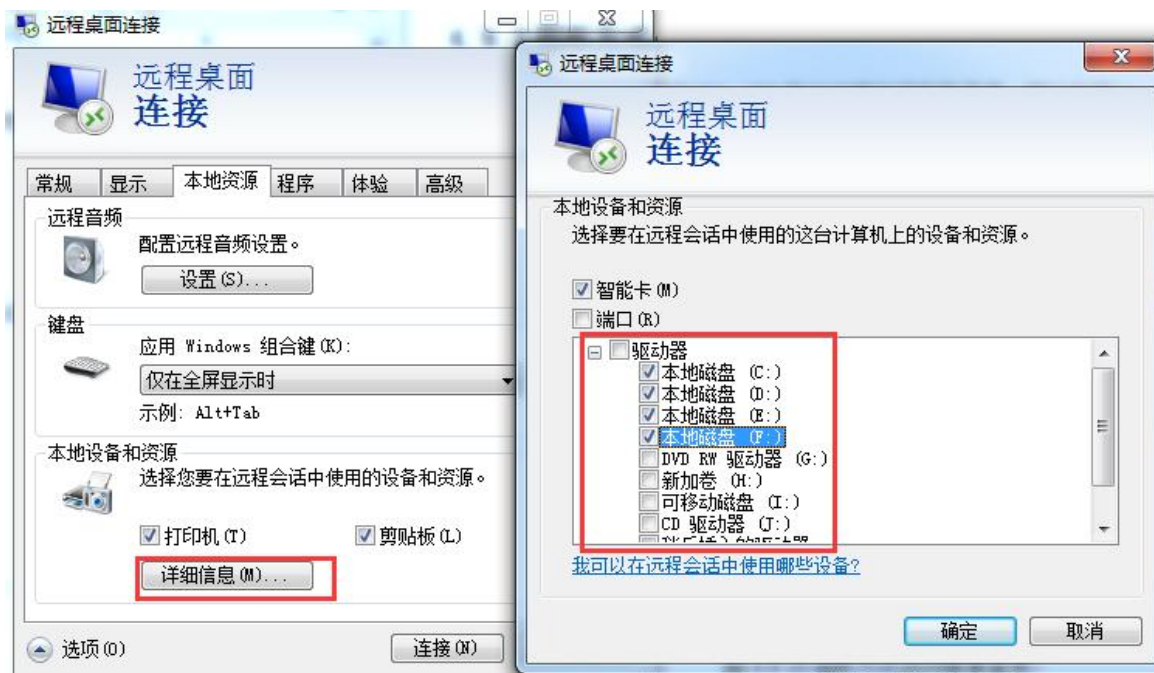 远程桌面连接
远程桌面
连接
常规 显示 本地资源 程序 体验 高级
远程音频
配置远程音频设置。
设置(S)...
键盘
应用 Windows 组合键(K):
仅在全屏显示时
示例: Alt+Tab
本地设备和资源
选择您要在远程会话中使用的设备和资源。
打印机(T) 剪贴板(L)
详细信息(M)...
选项(O) 连接(N)
远程桌面连接
远程桌面
连接
本地设备和资源
选择要在远程会话中使用的这台计算机上的设备和资源。
智能卡(M)
端口(R)
驱动器
本地磁盘 (C:)
本地磁盘 (D:)
本地磁盘 (E:)
本地磁盘 (F:)
DVD RW 驱动器 (G:)
新加卷 (H:)
可移动磁盘 (I:)
CD 驱动器 (J:)
我可以在远程会话中使用哪些设备?
确定 取消